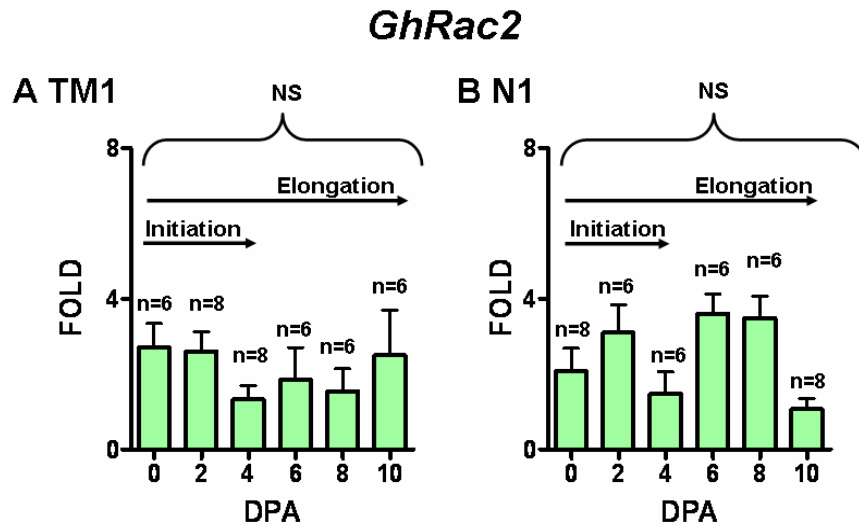 GhRac2
A TM1
NS
8
Elongation
Initiation
FOLD
4
n=6
n=8
n=8
n=6
n=6
n=6
0
0 2 4 6 8 10
DPA
B N1
NS
8
Elongation
Initiation
FOLD
4
n=8
n=6
n=6
n=6
n=6
n=8
0
0 2 4 6 8 10
DPA